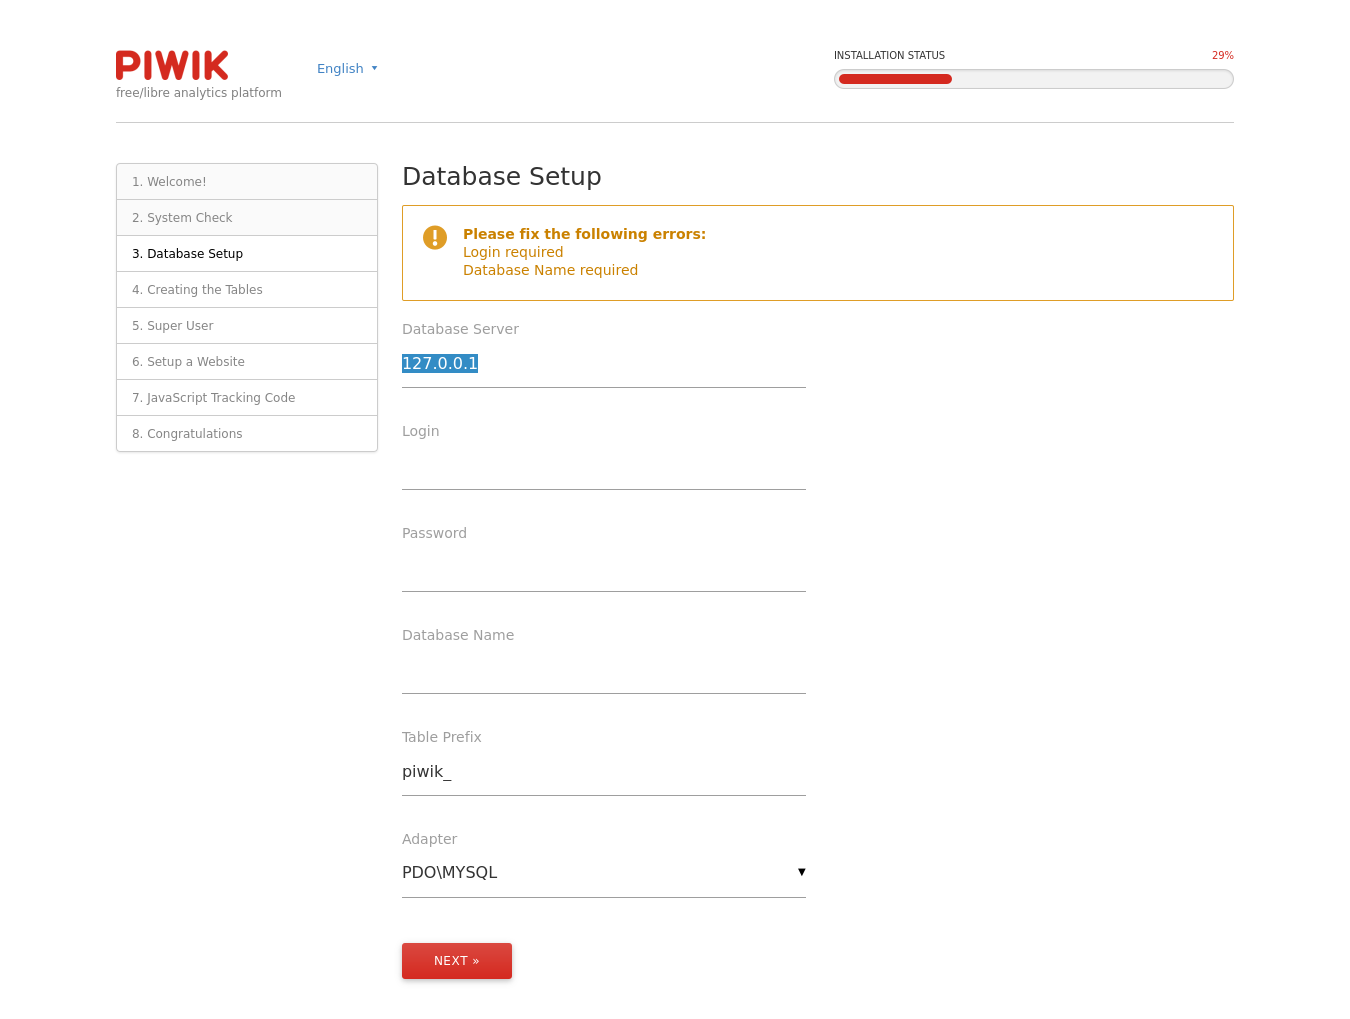 PIWIK
free/libre analytics platform
English
INSTALLATION STATUS 29%
1. Welcome!
2. System Check
3. Database Setup
4. Creating the Tables
5. Super User
6. Setup a Website
7. JavaScript Tracking Code
8. Congratulations
Database Setup
Please fix the following errors:
Login required
Database Name required
Database Server
127.0.0.1
Login
Password
Database Name
Table Prefix
piwik_
Adapter
PDO\MYSQL
NEXT »